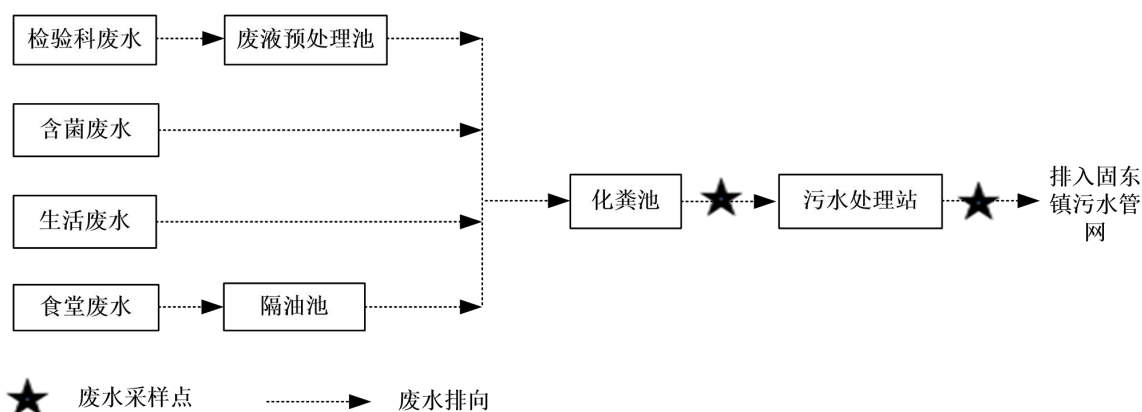 检验科废水
废液预处理池
含菌废水
生活废水
食堂废水
隔油池
化粪池
污水处理站
排入固东
镇污水管
网
废水采样点
废水排向